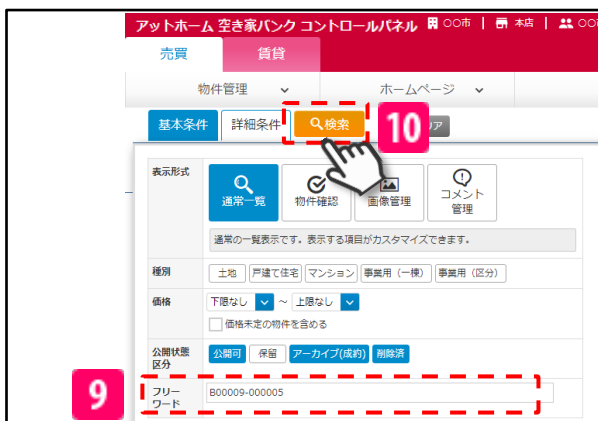 アットホーム 空き家バンク コントロールパネル 〇〇市 | 本店 |
売買 賃貸
物件管理 ホームページ
基本条件 詳細条件 検索 10 リア
表示形式
通常一覧 物件確認 画像管理 コメント
管理
通常の一覧表示です。表示する項目がカスタマイズできます。
種別 土地 戸建て住宅 マンション 事業用（一棟） 事業用（区分）
価格 下限なし ～ 上限なし
価格未定の物件を含める
公開状態
区分
公開可 保留 アーカイブ(成約) 削除済
9
フリー
ワード
B00009-000005